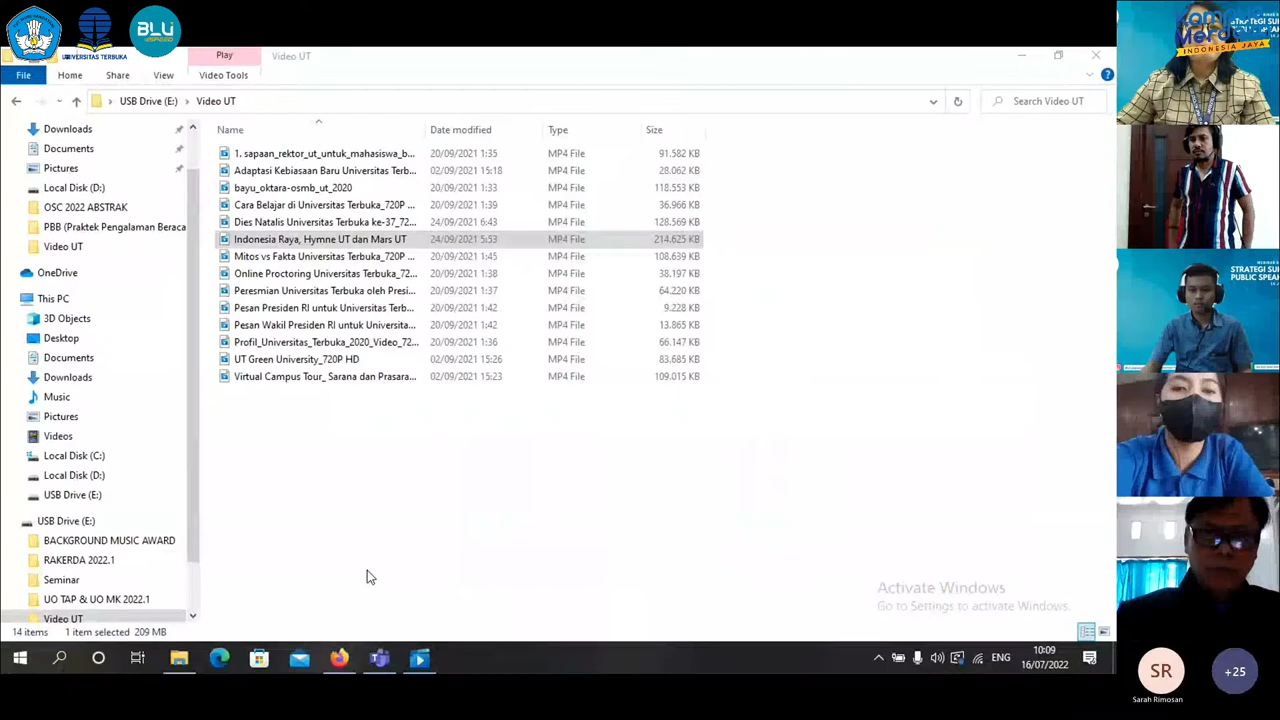 BLU
SPEED
UNIVERSITAS TERBUKA
Kampus
Merdeka
INDONESIA JAYA
Play
Video UT
File
Home
Share
View
Video Tools
USB Drive (E:)
Video UT
Search Video UT
Name
Date modified
Type
Size
1. sapaan_rektor_ut_untuk_mahasiswa_b... 20/09/2021 1:35 MP4 File 91.582 KB
Adaptasi Kebiasaan Baru Universitas Terb... 02/09/2021 15:18 MP4 File 28.062 KB
bayu_oktara-osmb_ut_2020 20/09/2021 1:33 MP4 File 118.553 KB
Cara Belajar di Universitas Terbuka_720P ... 20/09/2021 1:39 MP4 File 36.966 KB
Dies Natalis Universitas Terbuka ke-37_72... 24/09/2021 6:43 MP4 File 128.569 KB
Indonesia Raya, Hymne UT dan Mars UT 24/09/2021 5:53 MP4 File 214.625 KB
Mitos vs Fakta Universitas Terbuka_720P ... 20/09/2021 1:45 MP4 File 108.639 KB
Online Proctoring Universitas Terbuka_72... 20/09/2021 1:38 MP4 File 38.197 KB
Peresmian Universitas Terbuka oleh Presi... 20/09/2021 1:37 MP4 File 64.220 KB
Pesan Presiden RI untuk Universitas Terb... 20/09/2021 1:42 MP4 File 9.228 KB
Pesan Wakil Presiden RI untuk Universita... 20/09/2021 1:42 MP4 File 13.865 KB
Profil_Universitas_Terbuka_2020_Video_72... 20/09/2021 1:36 MP4 File 66.147 KB
UT Green University_720P HD 02/09/2021 15:26 MP4 File 83.685 KB
Virtual Campus Tour_ Sarana dan Prasara... 02/09/2021 15:23 MP4 File 109.015 KB
Downloads
Documents
Pictures
Local Disk (D:)
OSC 2022 ABSTRAK
PBB (Praktek Pengalaman Beraca
Video UT
OneDrive
This PC
3D Objects
Desktop
Documents
Downloads
Music
Pictures
Videos
Local Disk (C:)
Local Disk (D:)
USB Drive (E:)
USB Drive (E:)
BACKGROUND MUSIC AWARD
RAKERDA 2022.1
Seminar
UO TAP & UO MK 2022.1
Video UT
14 items
1 item selected 209 MB
Activate Windows
Go to Settings to activate Windows.
ENG
10:09
16/07/2022
STRATEGI SU
PUBLIC SPEA
SR
Sarah Rimosan
+25